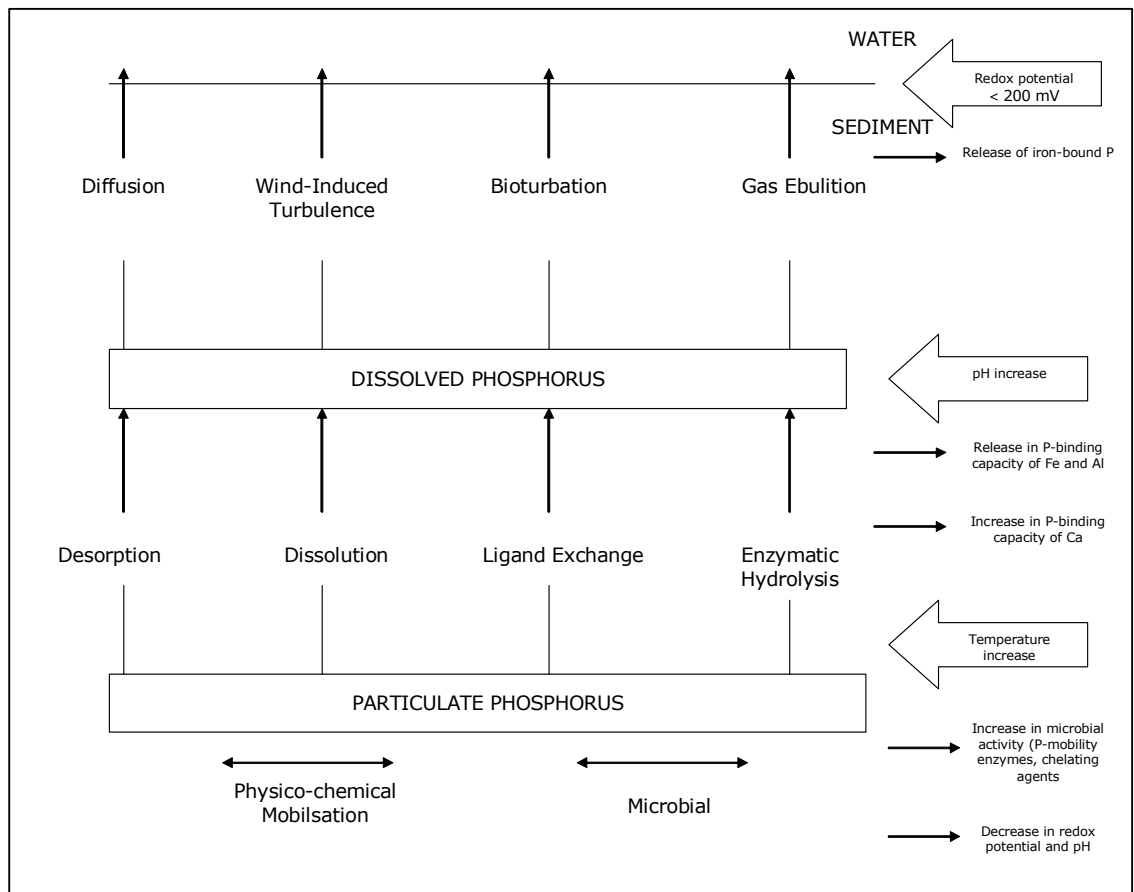 WATER
Redox potential
< 200 mV
SEDIMENT
Release of iron-bound P
Diffusion
Wind-Induced
Turbulence
Bioturbation
Gas Ebulition
DISSOLVED PHOSPHORUS
pH increase
Release in P-binding
capacity of Fe and Al
Increase in P-binding
capacity of Ca
Desorption
Dissolution
Ligand Exchange
Enzymatic
Hydrolysis
Temperature
increase
PARTICULATE PHOSPHORUS
Increase in microbial
activity (P-mobility
enzymes, chelating
agents
Physico-chemical
Mobilsation
Microbial
Decrease in redox
potential and pH